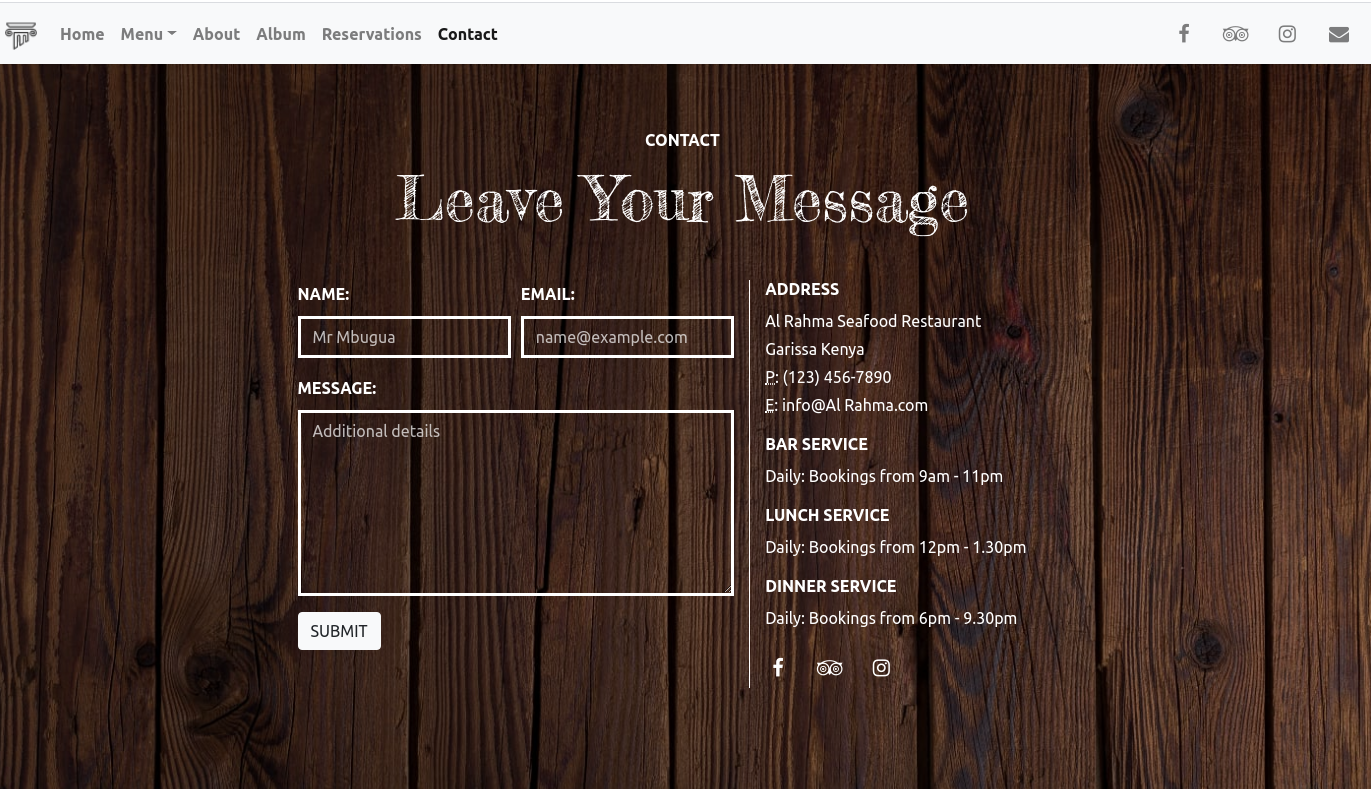 Home Menu About Album Reservations Contact
CONTACT
Leave Your Message
NAME:
Mr Mbugua
EMAIL:
name@example.com
MESSAGE:
Additional details
SUBMIT
ADDRESS
Al Rahma Seafood Restaurant
Garissa Kenya
P: (123) 456-7890
E: info@Al Rahma.com
BAR SERVICE
Daily: Bookings from 9am - 11pm
LUNCH SERVICE
Daily: Bookings from 12pm - 1.30pm
DINNER SERVICE
Daily: Bookings from 6pm - 9.30pm